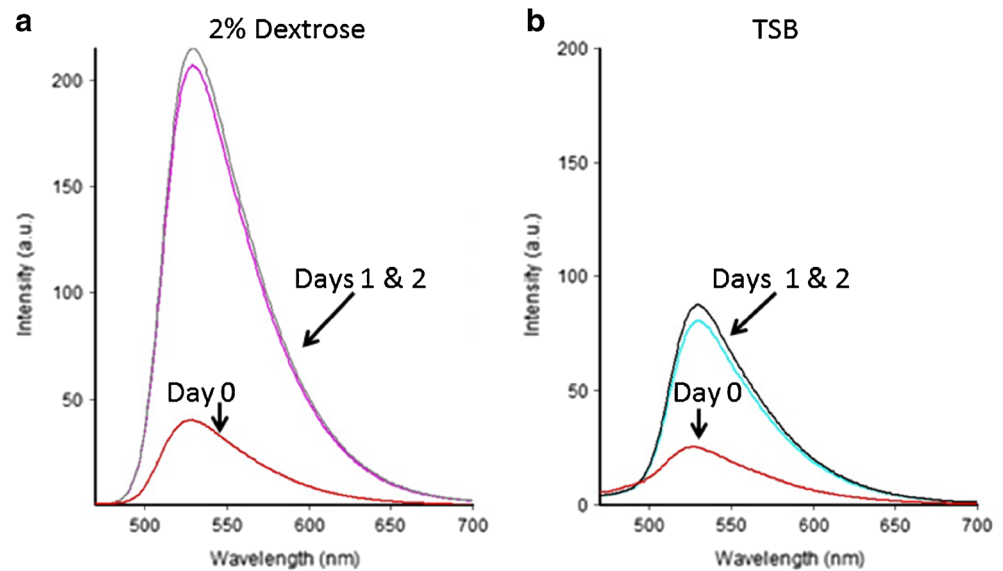 a
2% Dextrose
200
150
100
50
Intensity (a.u.)
Days 1 & 2
Day 0
500
550
600
650
700
Wavelength (nm)
b
TSB
200
150
100
50
0
Intensity (a.u.)
Days 1 & 2
Day 0
500
550
600
650
700
Wavelength (nm)